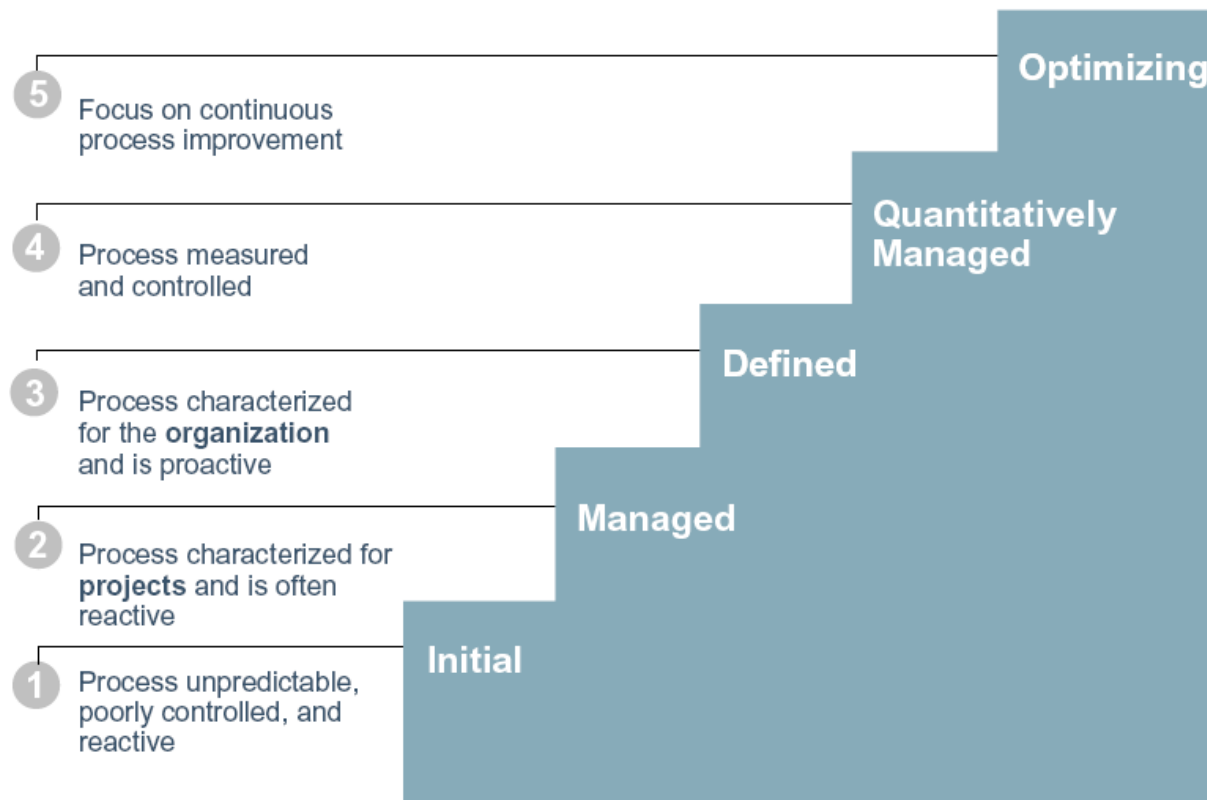 5
Optimizing
Focus on continuous
process improvement
4
Quantitatively
Managed
Process measured
and controlled
3
Defined
Process characterized
for the organization
and is proactive
2
Managed
Process characterized for
projects and is often
reactive
1
Initial
Process unpredictable,
poorly controlled, and
reactive